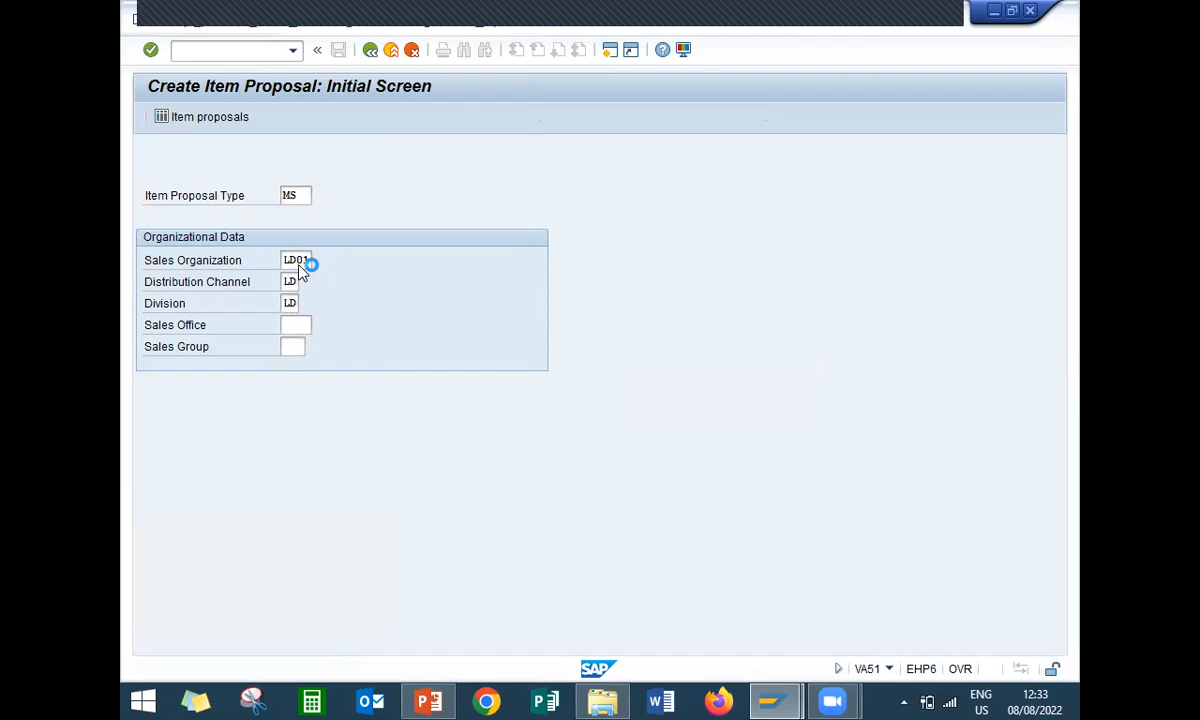 Create Item Proposal: Initial Screen
Item proposals
Item Proposal Type MS
Organizational Data
Sales Organization LD01
Distribution Channel LD
Division LD
Sales Office
Sales Group
SAP
VA51 EHP6 OVR
ENG 12:33
US 08/08/2022